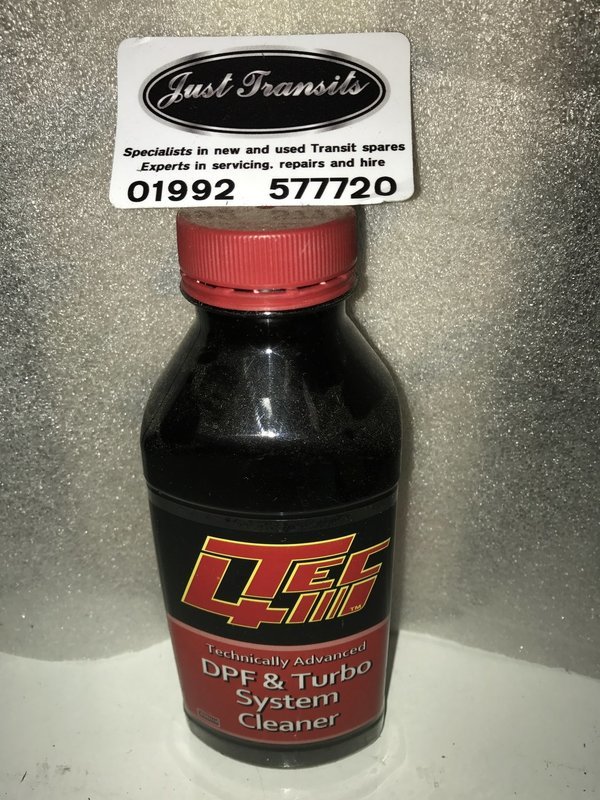 Just Transits
Specialists in new and used Transit spares
Experts in servicing. repairs and hire
01992 577720
TEC4
™
Technically Advanced
DPF & Turbo
System
Cleaner